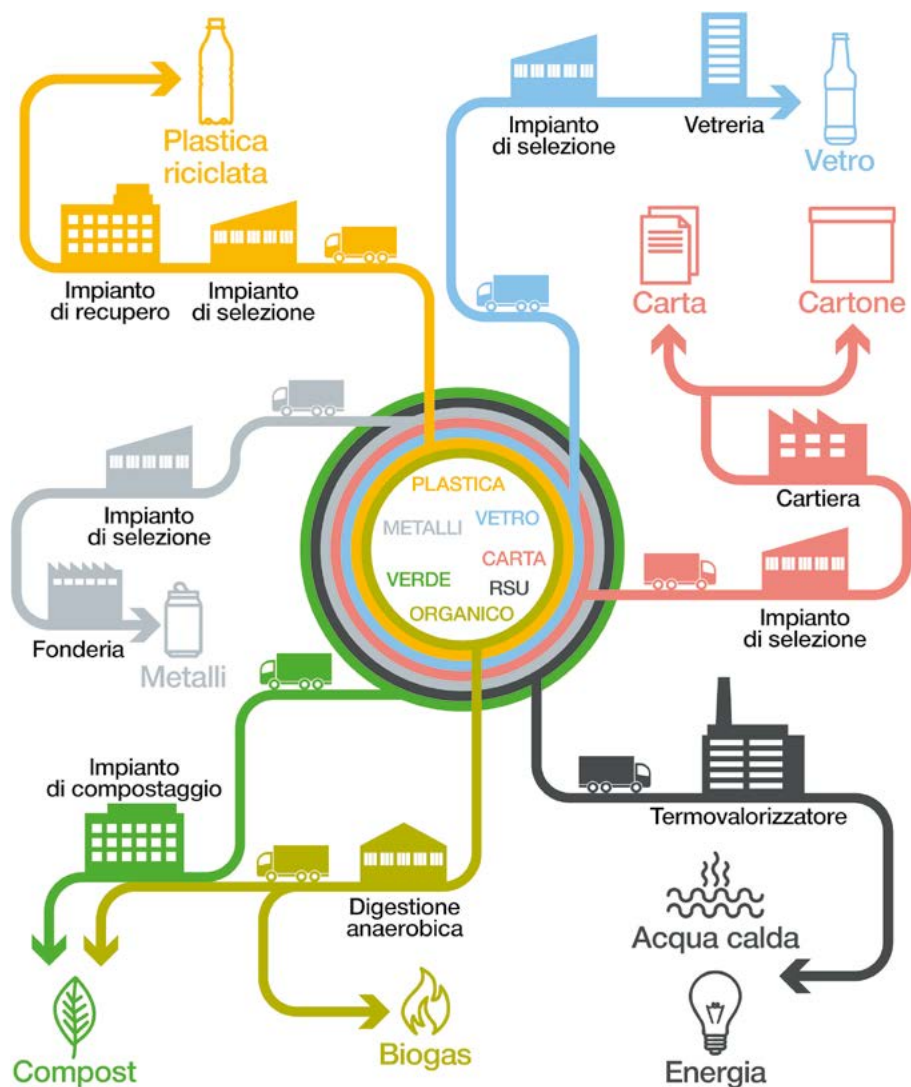 Plastica
riciclata
Impianto
di recupero
Impianto
di selezione
Impianto
di selezione
Vetreria
Vetro
Carta
Cartone
Cartiera
Impianto
di selezione
Impianto
di selezione
Fonderia
Metalli
PLASTICA
METALLI
VETRO
CARTA
VERDE
RSU
ORGANICO
Impianto
di compostaggio
Digestione
anaerobica
Compost
Biogas
Termovalorizzatore
Acqua calda
Energia